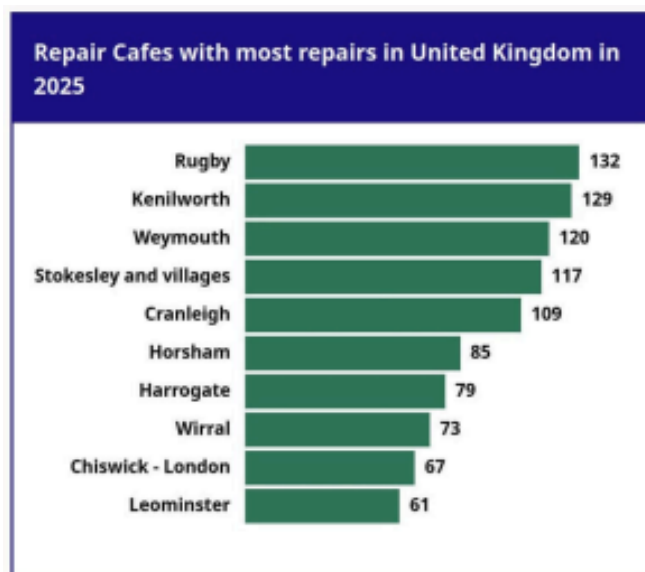 Repair Cafes with most repairs in United Kingdom in
2025
Rugby 132
Kenilworth 129
Weymouth 120
Stokesley and villages 117
Cranleigh 109
Horsham 85
Harrogate 79
Wirral 73
Chiswick - London 67
Leominster 61